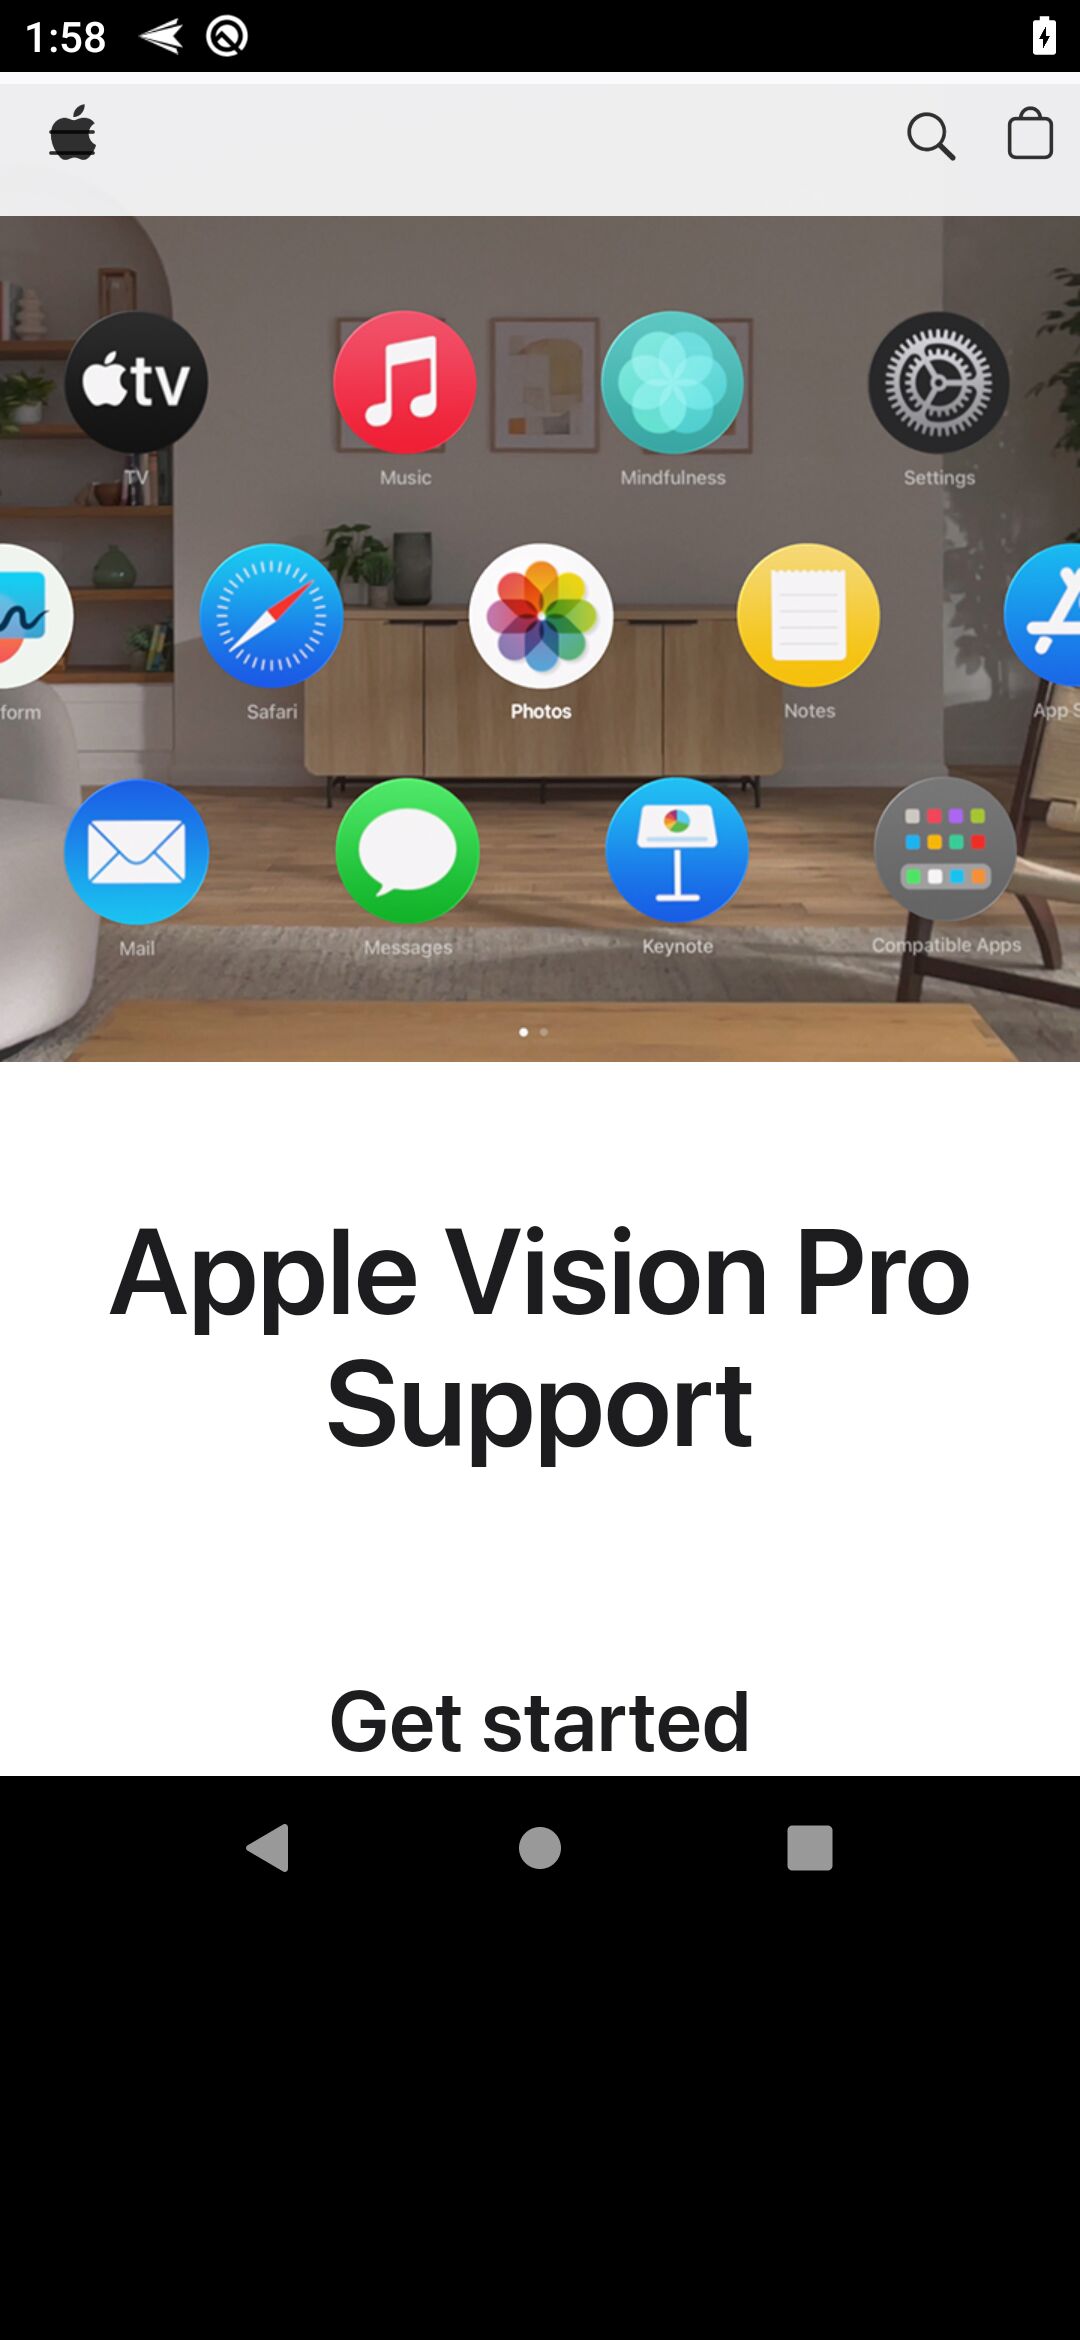 1:58
tv
TV
Music
Mindfulness
Settings
form
Safari
Photos
Notes
App S
Mail
Messages
Keynote
Compatible Apps
Apple Vision Pro
Support
Get started